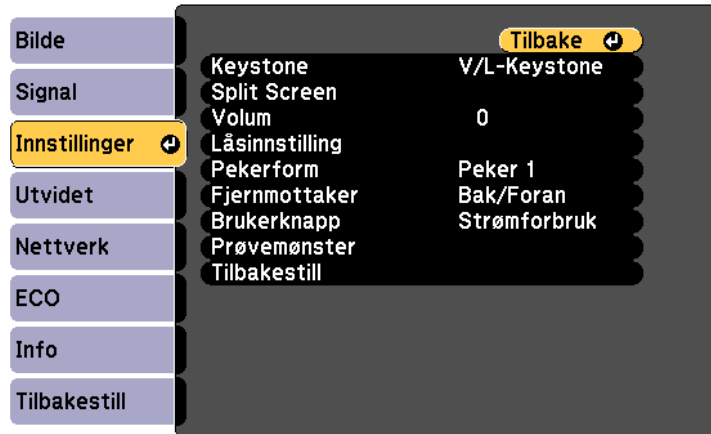 Bilde
Signal
Innstillinger
Utvidet
Nettverk
ECO
Info
Tilbakestill
Tilbake
Keystone V/L-Keystone
Split Screen
Volum 0
Låsinnstilling
Pekerform Peker 1
Fjernmottaker Bak/Foran
Brukerknapp Strømforbruk
Prøvemønster
Tilbakestill